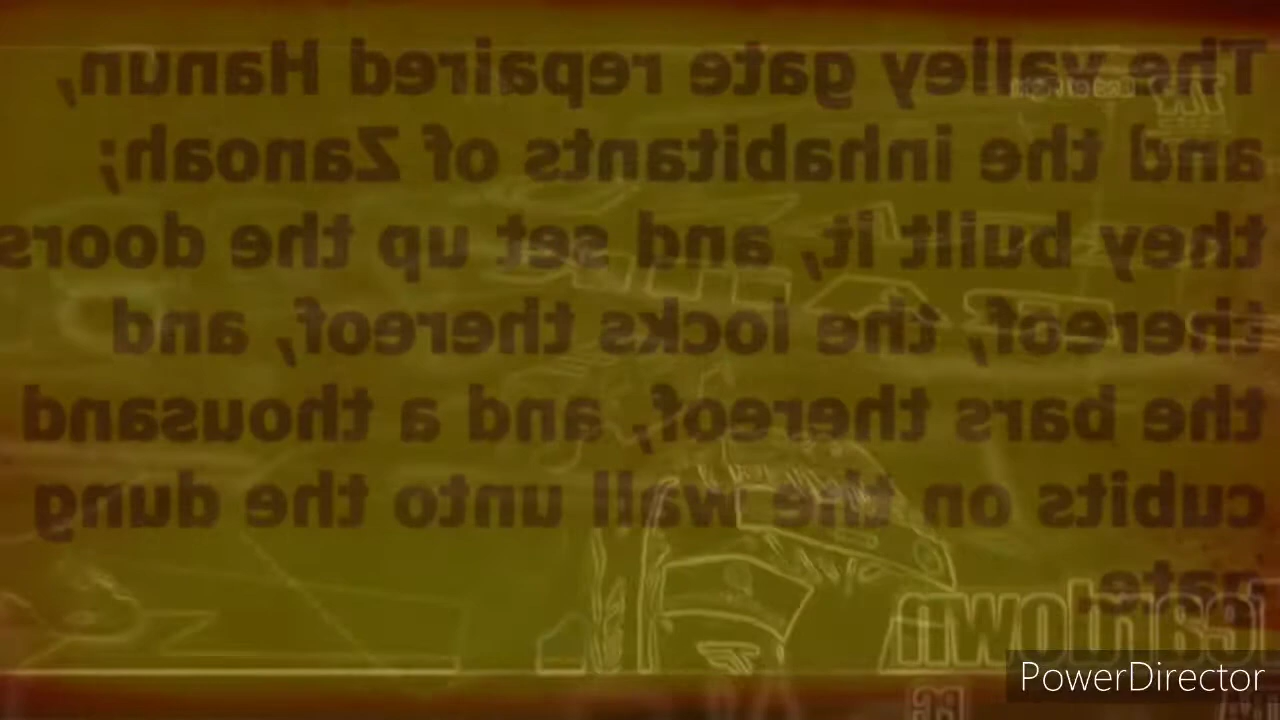 The valley gate repaired Hanun,
and the inhabitants of Zanoah;
they built it, and set up the doors
thereof, the locks thereof, and
the bars thereof, and a thousand
cubits on the wall unto the dung
gate.
PowerDirector